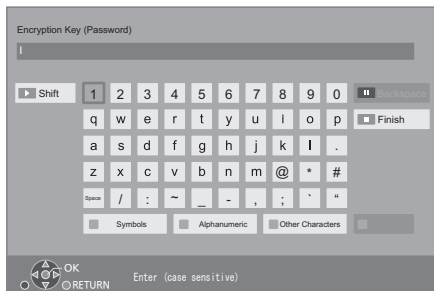 Encryption Key (Password)
Shift 1 2 3 4 5 6 7 8 9 0 Backspace
q w e r t y u i o p Finish
a s d f g h j k l .
z x c v b n m @ * #
Space / : ~ _ - , ; ` “
Symbols Alphanumeric Other Characters
OK
RETURN
Enter (case sensitive)